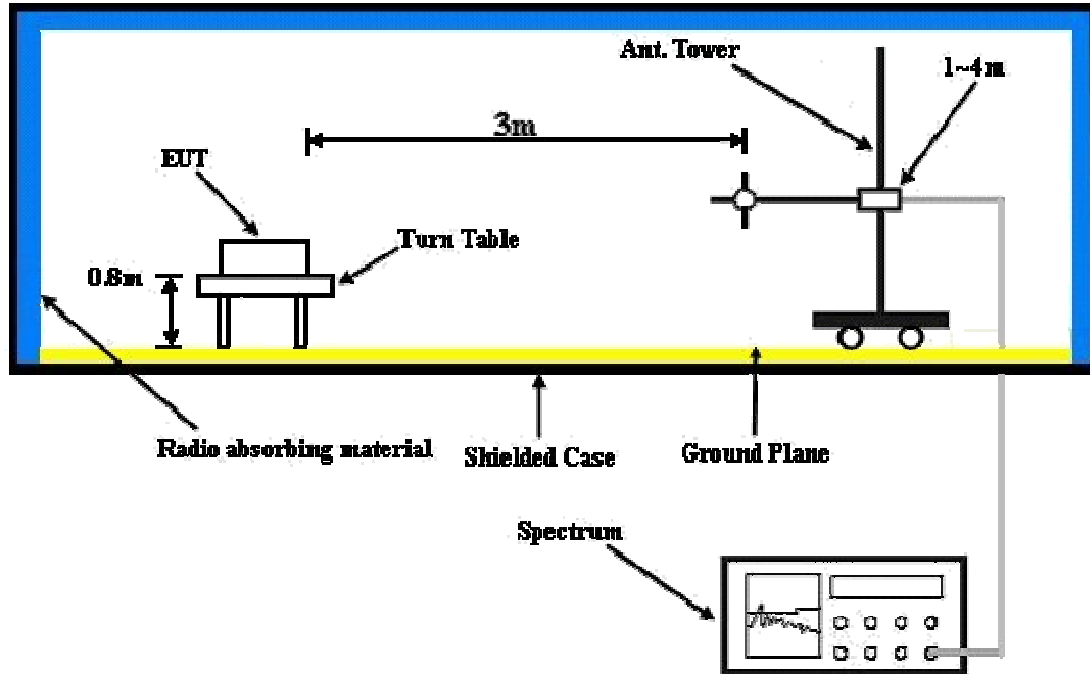 Ant. Tower
1~4m
3m
EUT
Turn Table
0.8m
Radio absorbing material
Shielded Case
Ground Plane
Spectrum